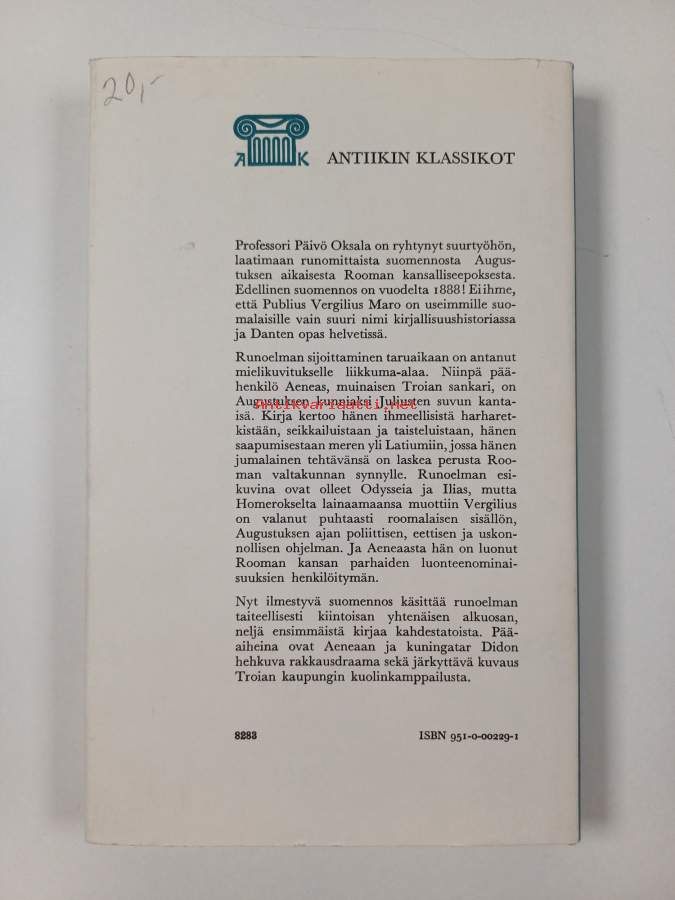 20,-
A K
ANTIIKIN KLASSIKOT
Professori Päivö Oksala on ryhtynyt suurtyöhön,
laatimaan runomittaista suomennosta Augus-
tuksen aikaisesta Rooman kansalliseepoksesta.
Edellinen suomennos on vuodelta 1888! Ei ihme,
että Publius Vergilius Maro on useimmille suo-
malaisille vain suuri nimi kirjallisuushistoriassa
ja Danten opas helvetissä.
Runoelman sijoittaminen taruaikaan on antanut
mielikuvitukselle liikkuma-alaa. Niinpä pää-
henkilö Aeneas, muinaisen Troian sankari, on
Augustuksen kunniaksi Juliusten suvun kanta-
Antikvariaatti.net
isä. Kirja kertoo hänen ihmeellisistä harharet-
kistään, seikkailuistaan ja taisteluistaan, hänen
saapumisestaan meren yli Latiumiin, jossa hänen
jumalainen tehtävänsä on laskea perusta Roo-
man valtakunnan synnylle. Runoelman esi-
kuvina ovat olleet Odysseia ja Ilias, mutta
Homerokselta lainaamaansa muottiin Vergilius
on valanut puhtaasti roomalaisen sisällön,
Augustuksen ajan poliittisen, eettisen ja uskon-
nollisen ohjelman. Ja Aeneaasta hän on luonut
Rooman kansan parhaiden luonteenominai-
suuksien henkilöitymän.
Nyt ilmestyvä suomennos käsittää runoelman
taiteellisesti kiintoisan yhtenäisen alkuosan,
neljä ensimmäistä kirjaa kahdestatoista. Pää-
aiheina ovat Aeneaan ja kuningatar Didon
hehkuva rakkausdraama sekä järkyttävä kuvaus
Troian kaupungin kuolinkamppailusta.
8283
ISBN 951-0-00229-1